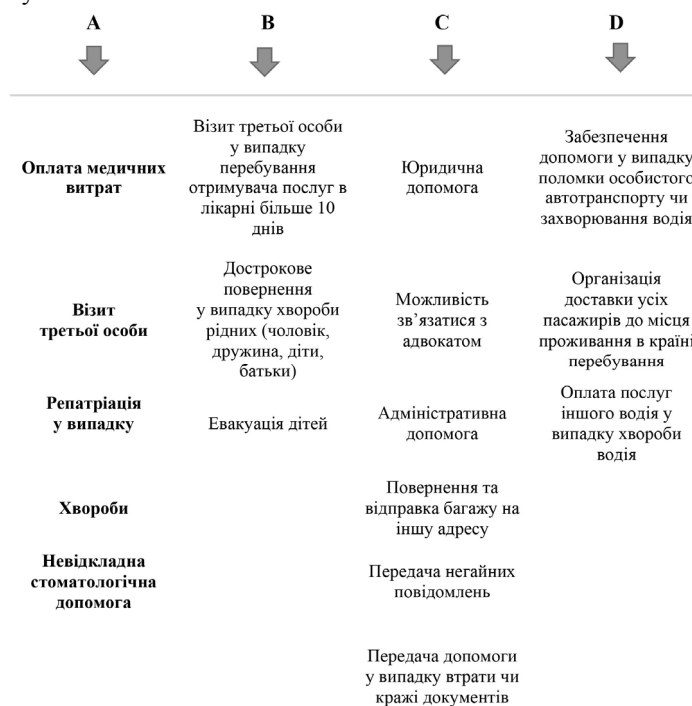 A
B
C
D
Оплата медичних
витрат
Візит третьої особи
у випадку
перебування
отримувача послуг в
лікарні більше 10
днів
Юридична
допомога
Забезпечення
допомоги у випадку
поломки особистого
автотранспорту чи
захворювання водія
Візит
третьої особи
Дострокове
повернення
у випадку хвороби
рідних (чоловік,
дружина, діти,
батьки)
Можливість
зв’язатися з
адвокатом
Організація
доставки усіх
пасажирів до місця
проживання в країні
перебування
Репатріація
у випадку
Евакуація дітей
Адміністративна
допомога
Оплата послуг
іншого водія у
випадку хвороби
водія
Хвороби
Повернення та
відправка багажу на
іншу адресу
Невідкладна
стоматологічна
допомога
Передача негайних
повідомлень
Передача допомоги
у випадку втрати чи
кражі документів